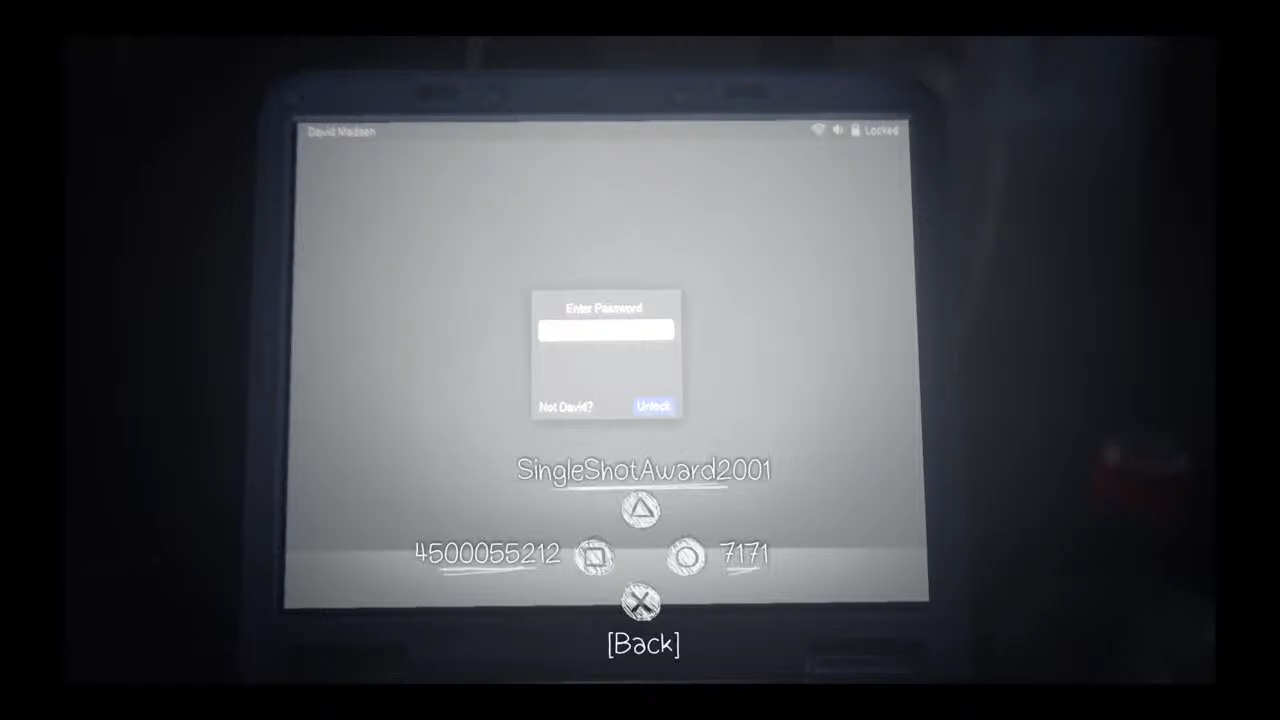 David Madsen
Locked
Enter Password
Not David?
Unlock
SingleShotAward2001
4500055212
7171
[Back]